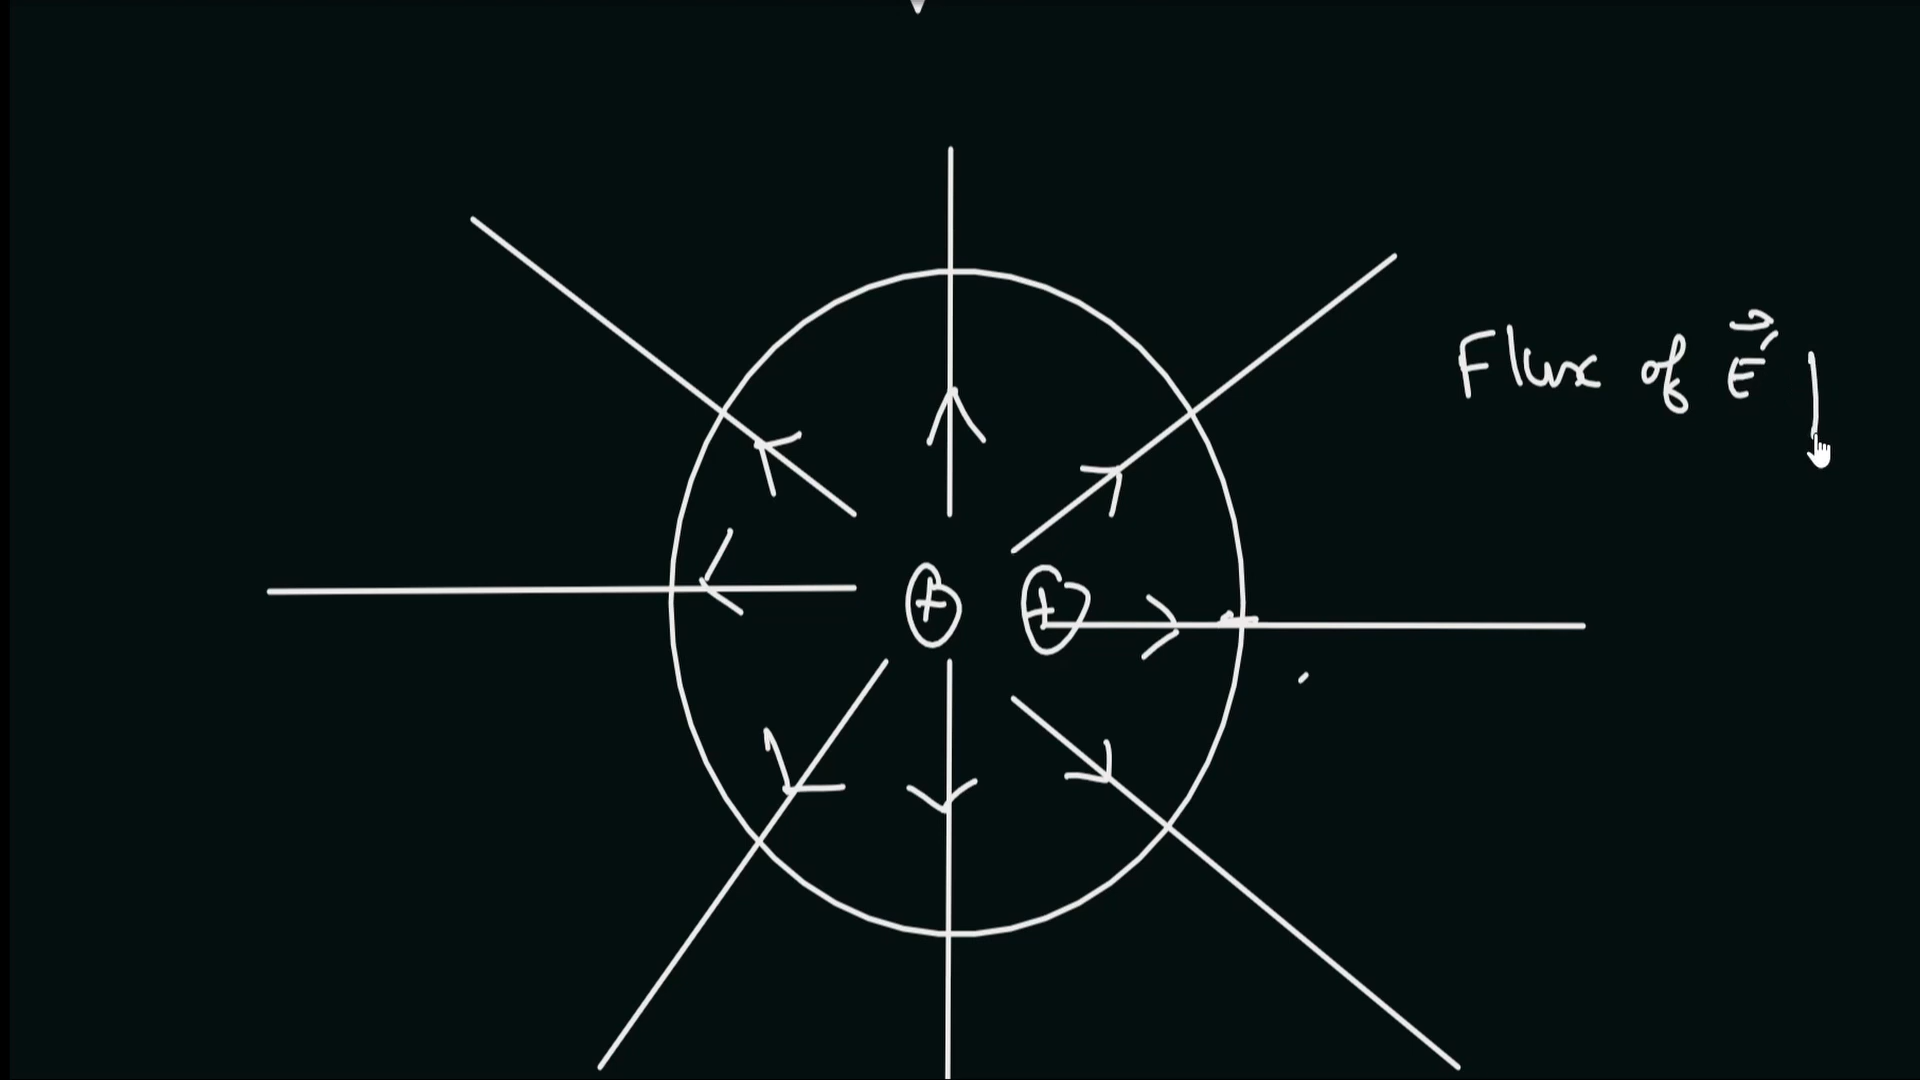 Flux of E⃗
+ +